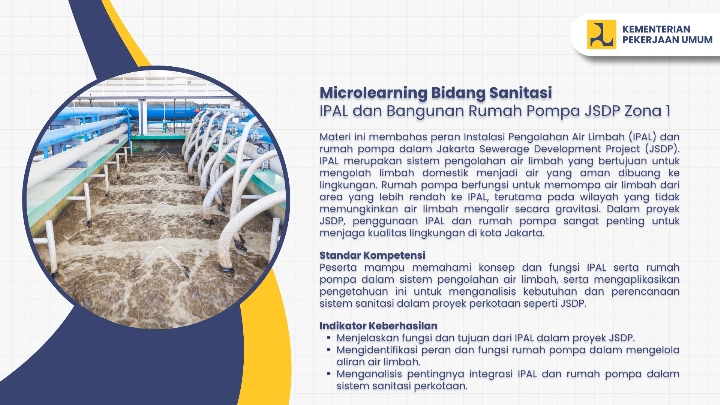 KEMENTERIAN
PEKERJAAN UMUM
Microlearning Bidang Sanitasi
IPAL dan Bangunan Rumah Pompa JSDP Zona 1
Materi ini membahas peran Instalasi Pengolahan Air Limbah (IPAL) dan
rumah pompa dalam Jakarta Sewerage Development Project (JSDP).
IPAL merupakan sistem pengolahan air limbah yang bertujuan untuk
mengolah limbah domestik menjadi air yang aman dibuang ke
lingkungan. Rumah pompa berfungsi untuk memompa air limbah dari
area yang lebih rendah ke IPAL, terutama pada wilayah yang tidak
memungkinkan air limbah mengalir secara gravitasi. Dalam proyek
JSDP, penggunaan IPAL dan rumah pompa sangat penting untuk
menjaga kualitas lingkungan di kota Jakarta.
Standar Kompetensi
Peserta mampu memahami konsep dan fungsi IPAL serta rumah
pompa dalam sistem pengolahan air limbah, serta mengaplikasikan
pengetahuan ini untuk menganalisis kebutuhan dan perencanaan
sistem sanitasi dalam proyek perkotaan seperti JSDP.
Indikator Keberhasilan
• Menjelaskan fungsi dan tujuan dari IPAL dalam proyek JSDP.
• Mengidentifikasi peran dan fungsi rumah pompa dalam mengelola
aliran air limbah.
• Menganalisis pentingnya integrasi IPAL dan rumah pompa dalam
sistem sanitasi perkotaan.